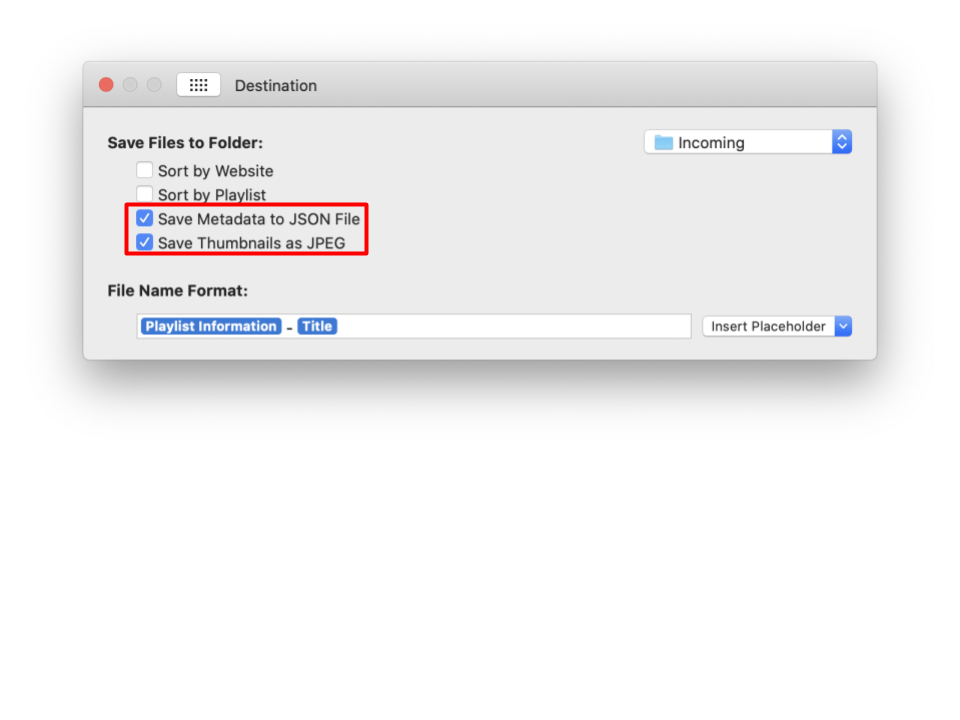 Destination
Save Files to Folder:
Incoming
Sort by Website
Sort by Playlist
Save Metadata to JSON File
Save Thumbnails as JPEG
File Name Format:
Playlist Information - Title
Insert Placeholder